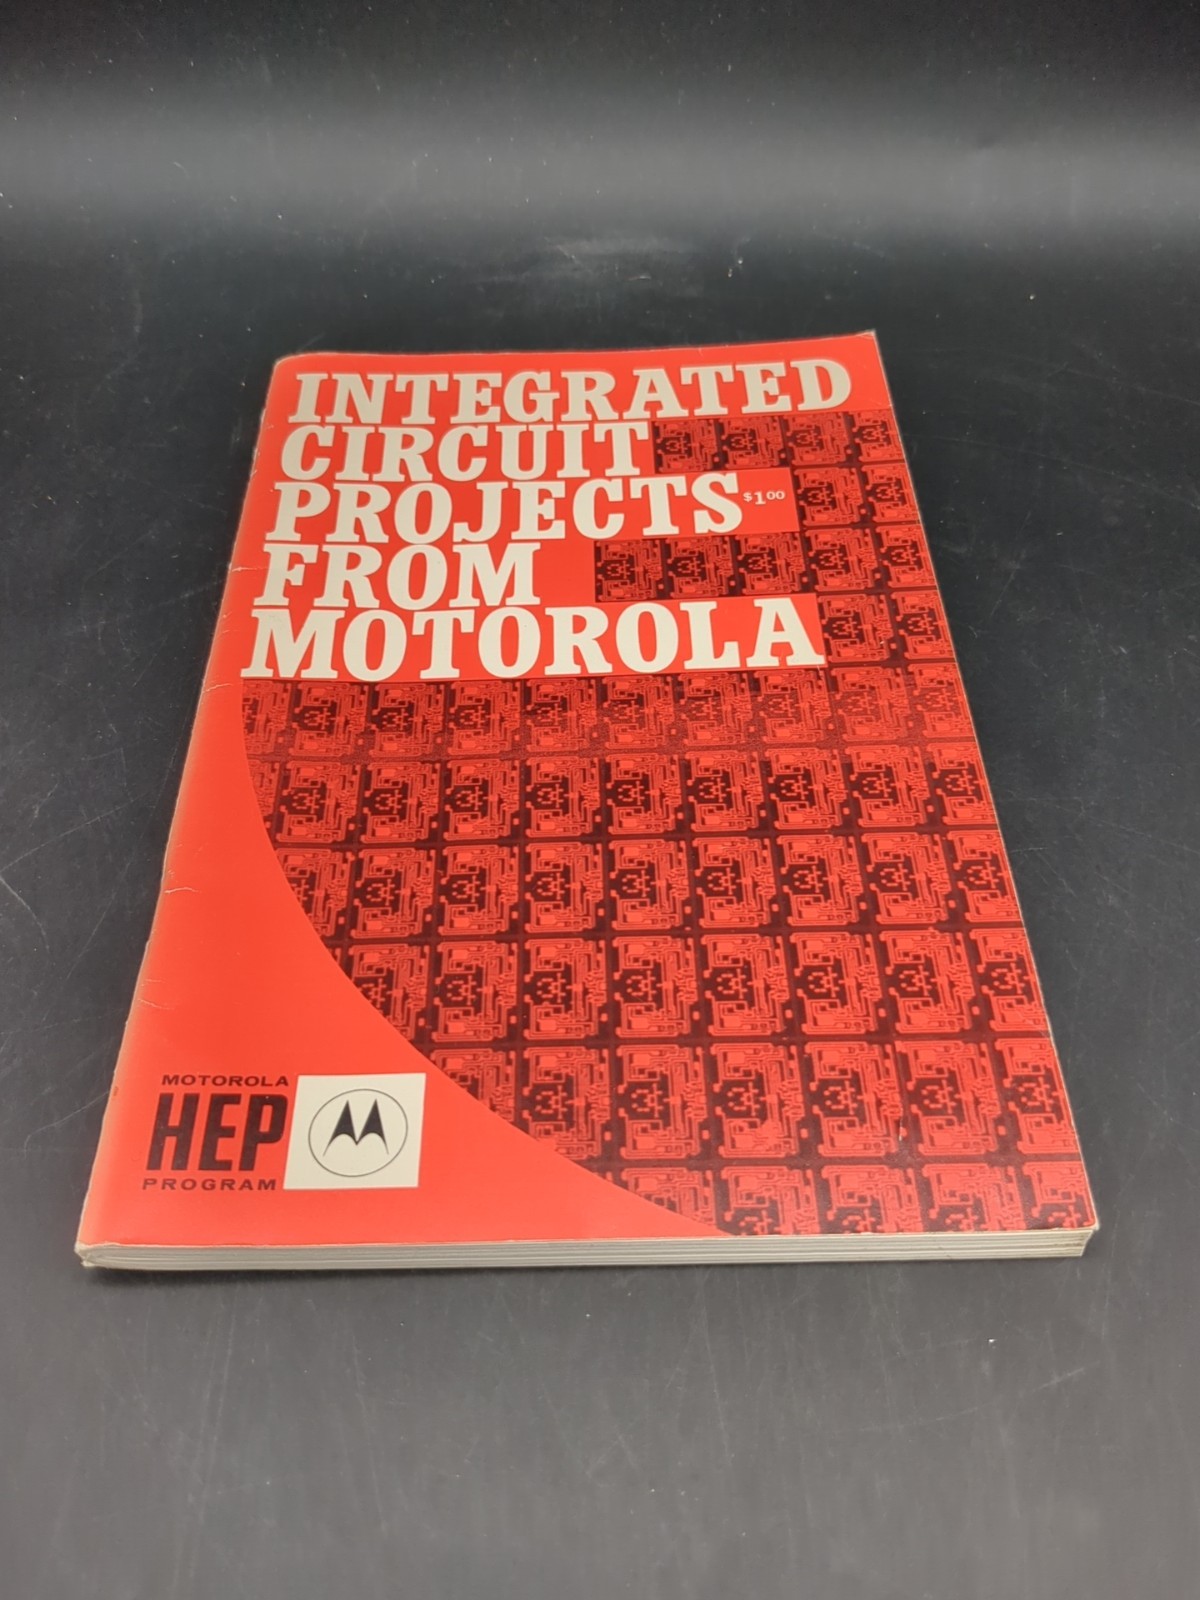 INTEGRATED
CIRCUIT
PROJECTS $1.00
FROM
MOTOROLA
MOTOROLA
HEP
PROGRAM